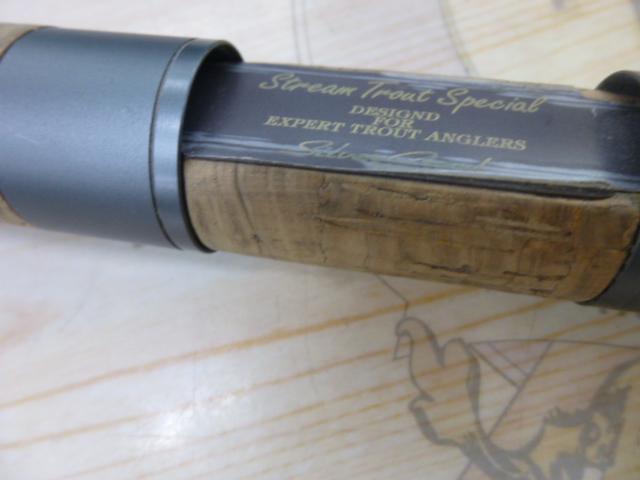 Stream Trout Special
DESIGND
FOR
EXPERT TROUT ANGLERS